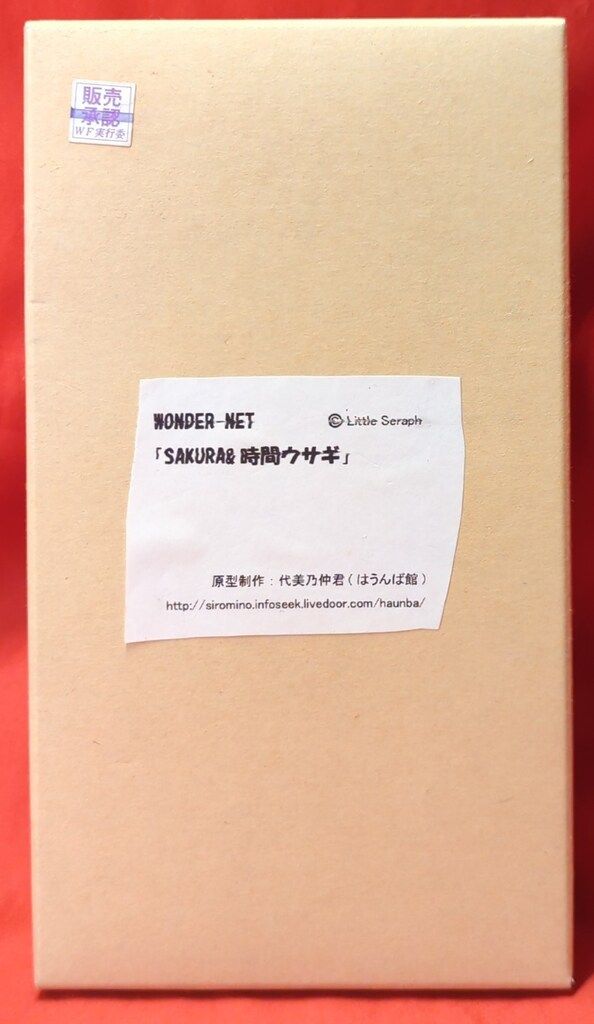 販売
承認
WF実行委
WONDER-NET © Little Seraph
「SAKURA& 時間ウサギ」
原型制作：代美乃仲君(はうんば館)
http://siromino.infoseek.livedoor.com/haunba/